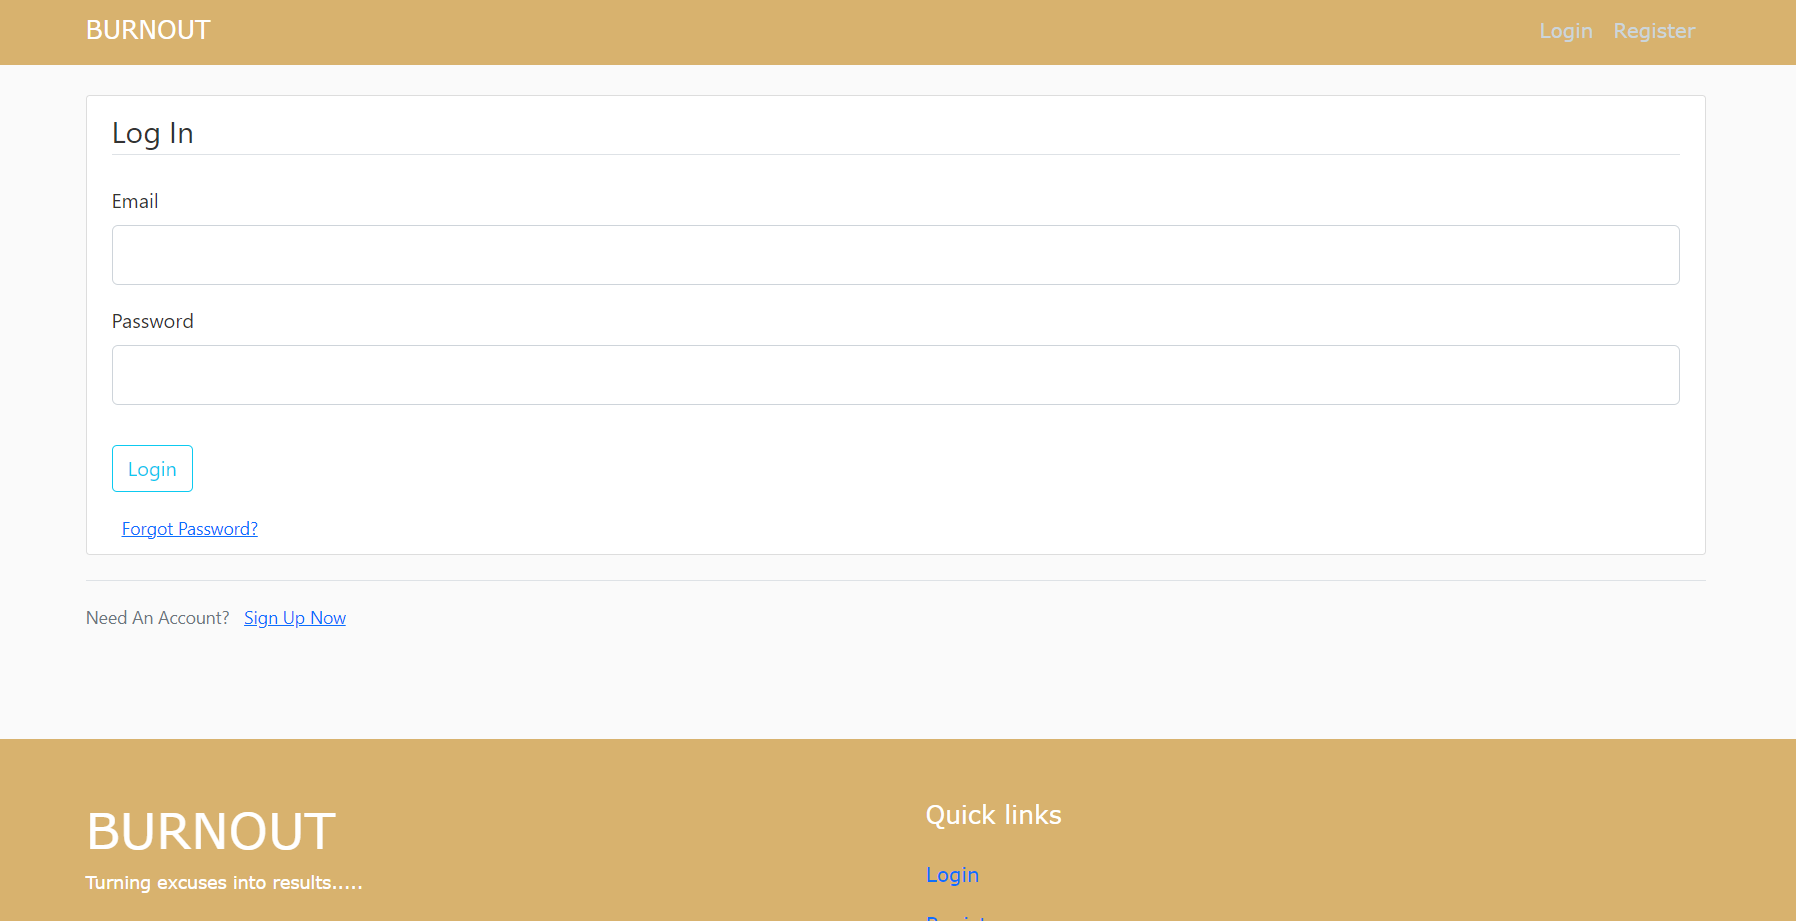 BURNOUT
Login Register
Log In
Email
Password
Login
Forgot Password?
Need An Account? Sign Up Now
BURNOUT
Turning excuses into results.....
Quick links
Login